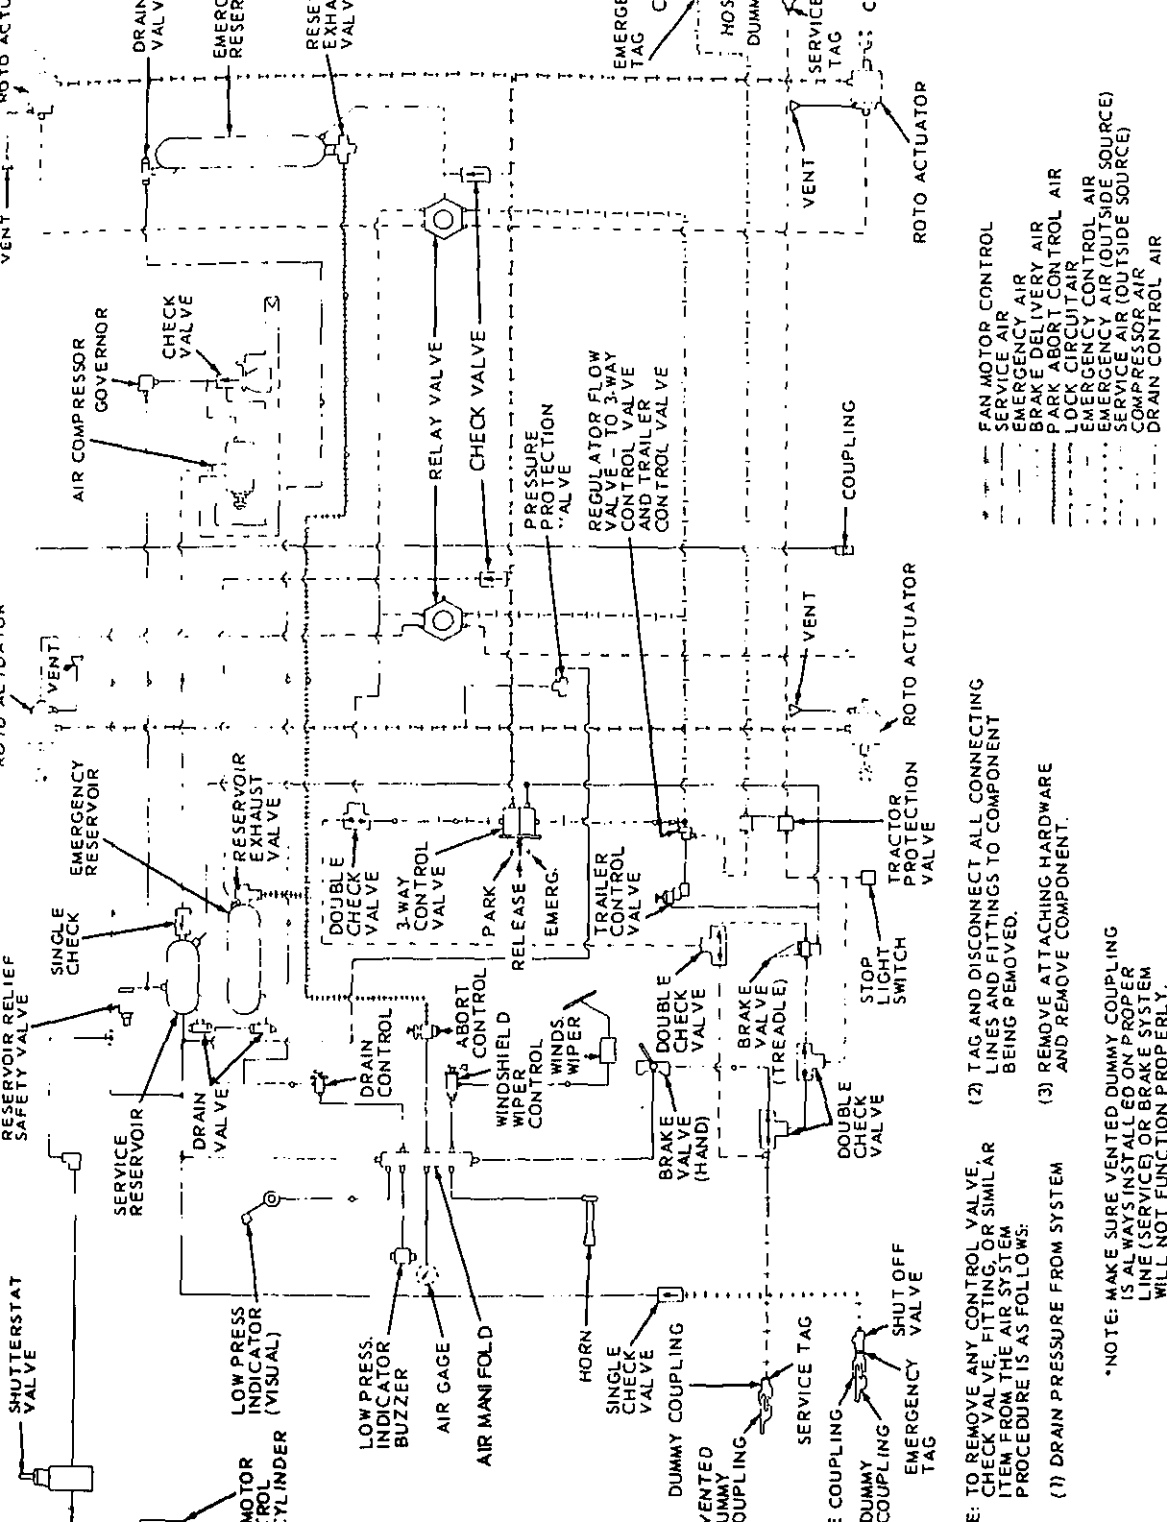 SHUTTERSTAT
VALVE
RESERVOIR RELIEF
SAFETY VALVE
SINGLE
CHECK
EMERGENCY
RESERVOIR
RESERVOIR
EXHAUST
VALVE
SERVICE
RESERVOIR
DRAIN
VALVE
VENT
VENT
DRAIN
AIR COMPRESSOR
GOVERNOR
CHECK
VALVE
LOW PRESS
INDICATOR
(VISUAL)
MOTOR
LOW PRESS.
INDICATOR
BUZZER
AIR GAGE
AIR MANIFOLD
HORN
SINGLE
CHECK
VALVE
DRAIN
CONTROL
ABORT
CONTROL
WINDSHIELD
WIPER
CONTROL
WINDS.
WIPER
DOUBLE
CHECK
VALVE
3-WAY
CONTROL
VALVE
PARK
RELEASE
EMERG.
TRAILER
CONTROL
VALVE
RELAY VALVE
CHECK VALVE
PRESSURE
PROTECTION
REGULATOR FLOW
VALVE - TO 3-WAY
CONTROL VALVE
AND TRAILER
CONTROL VALVE
BRAKE
VALVE
(HAND)
DOUBLE
CHECK
VALVE
BRAKE
VALVE
(TREADLE)
DOUBLE
CHECK
VALVE
STOP
LIGHT
SWITCH
TRACTOR
PROTECTION
VALVE
VENT
ROTO ACTUATOR
COUPLING
VENT
ROTO ACTUATOR
TAG
SERVICE
TAG
DUMMY COUPLING
SERVICE TAG
VENTED
DUMMY
COUPLING
SHUT OFF
VALVE
COUPLING
DUMMY
COUPLING
EMERGENCY
TAG
FAN MOTOR CONTROL
SERVICE AIR
EMERGENCY AIR
BRAKE DELIVERY AIR
PARK ABORT CONTROL AIR
LOCK CIRCUIT AIR
EMERGENCY CONTROL AIR
EMERGENCY AIR (OUTSIDE SOURCE)
SERVICE AIR (OUTSIDE SOURCE)
COMPRESSOR AIR
DRAIN CONTROL AIR
TO REMOVE ANY CONTROL VALVE,
CHECK VALVE, FITTING, OR SIMILAR
ITEM FROM THE AIR SYSTEM
PROCEDURE IS AS FOLLOWS:
(1) DRAIN PRESSURE FROM SYSTEM
(2) TAG AND DISCONNECT ALL CONNECTING
LINES AND FITTINGS TO COMPONENT
BEING REMOVED.
(3) REMOVE ATTACHING HARDWARE
AND REMOVE COMPONENT.
*NOTE: MAKE SURE VENTED DUMMY COUPLING
IS ALWAYS INSTALLED ON PROPER
LINE (SERVICE) OR BRAKE SYSTEM
WILL NOT FUNCTION PROPERLY.